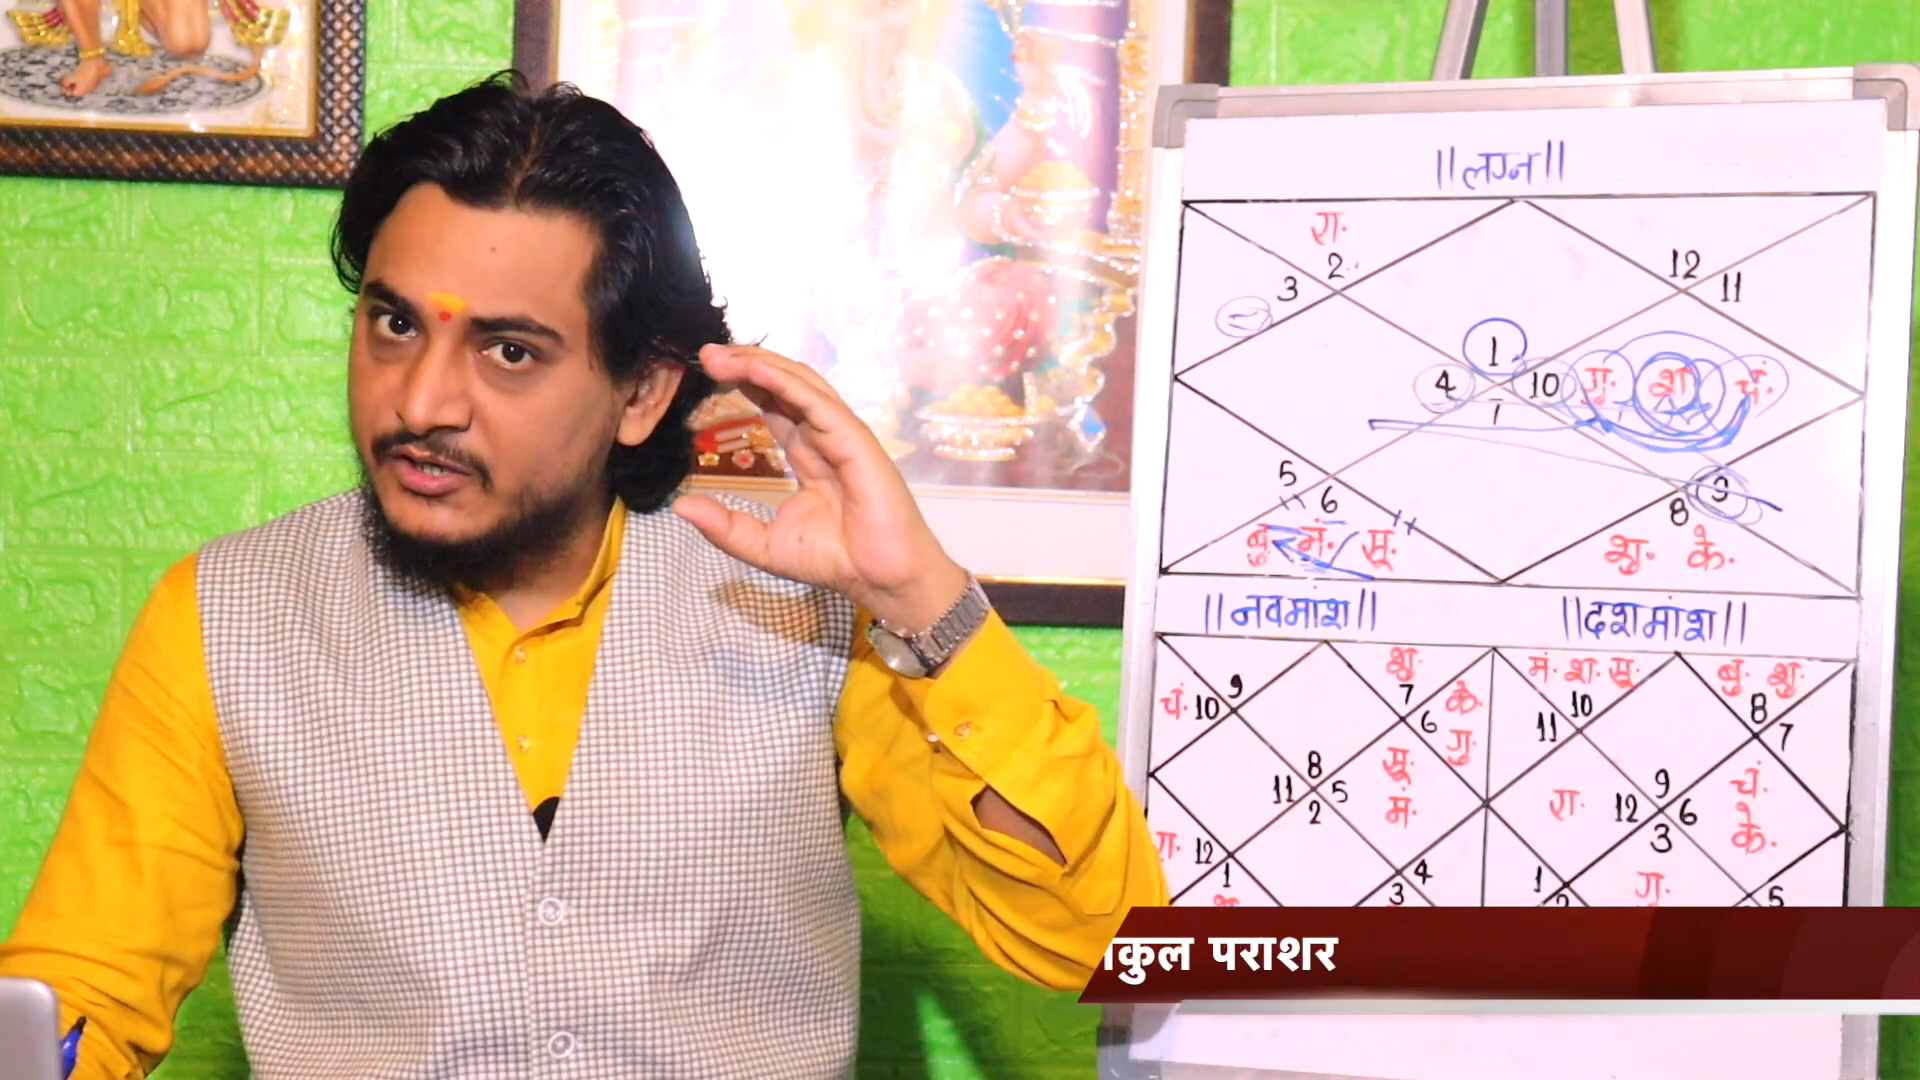 ||लग्न||
रा.
2
3
12
11
1
4
10 गु. श चं.
7
5
6
बु. मं. सू.
9
8
शु. के.
||नवमांश|| ||दशमांश||
9
चं. 10
शु.
7 के.
6 गु.
8
11 5
2
सू.
मं.
12
1
4
3
मं. श. सू.
10
11
बु. शु.
8
7
9
रा. 12 6
3
चं.
के.
1
गु.
5
कुल पराशर